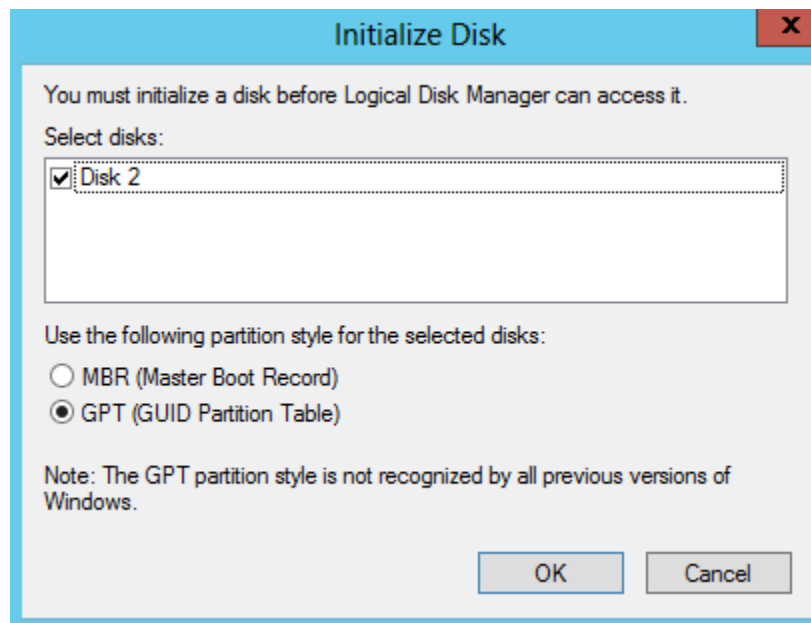 Initialize Disk
x
You must initialize a disk before Logical Disk Manager can access it.
Select disks:
Disk 2
Use the following partition style for the selected disks:
MBR (Master Boot Record)
GPT (GUID Partition Table)
Note: The GPT partition style is not recognized by all previous versions of
Windows.
OK
Cancel